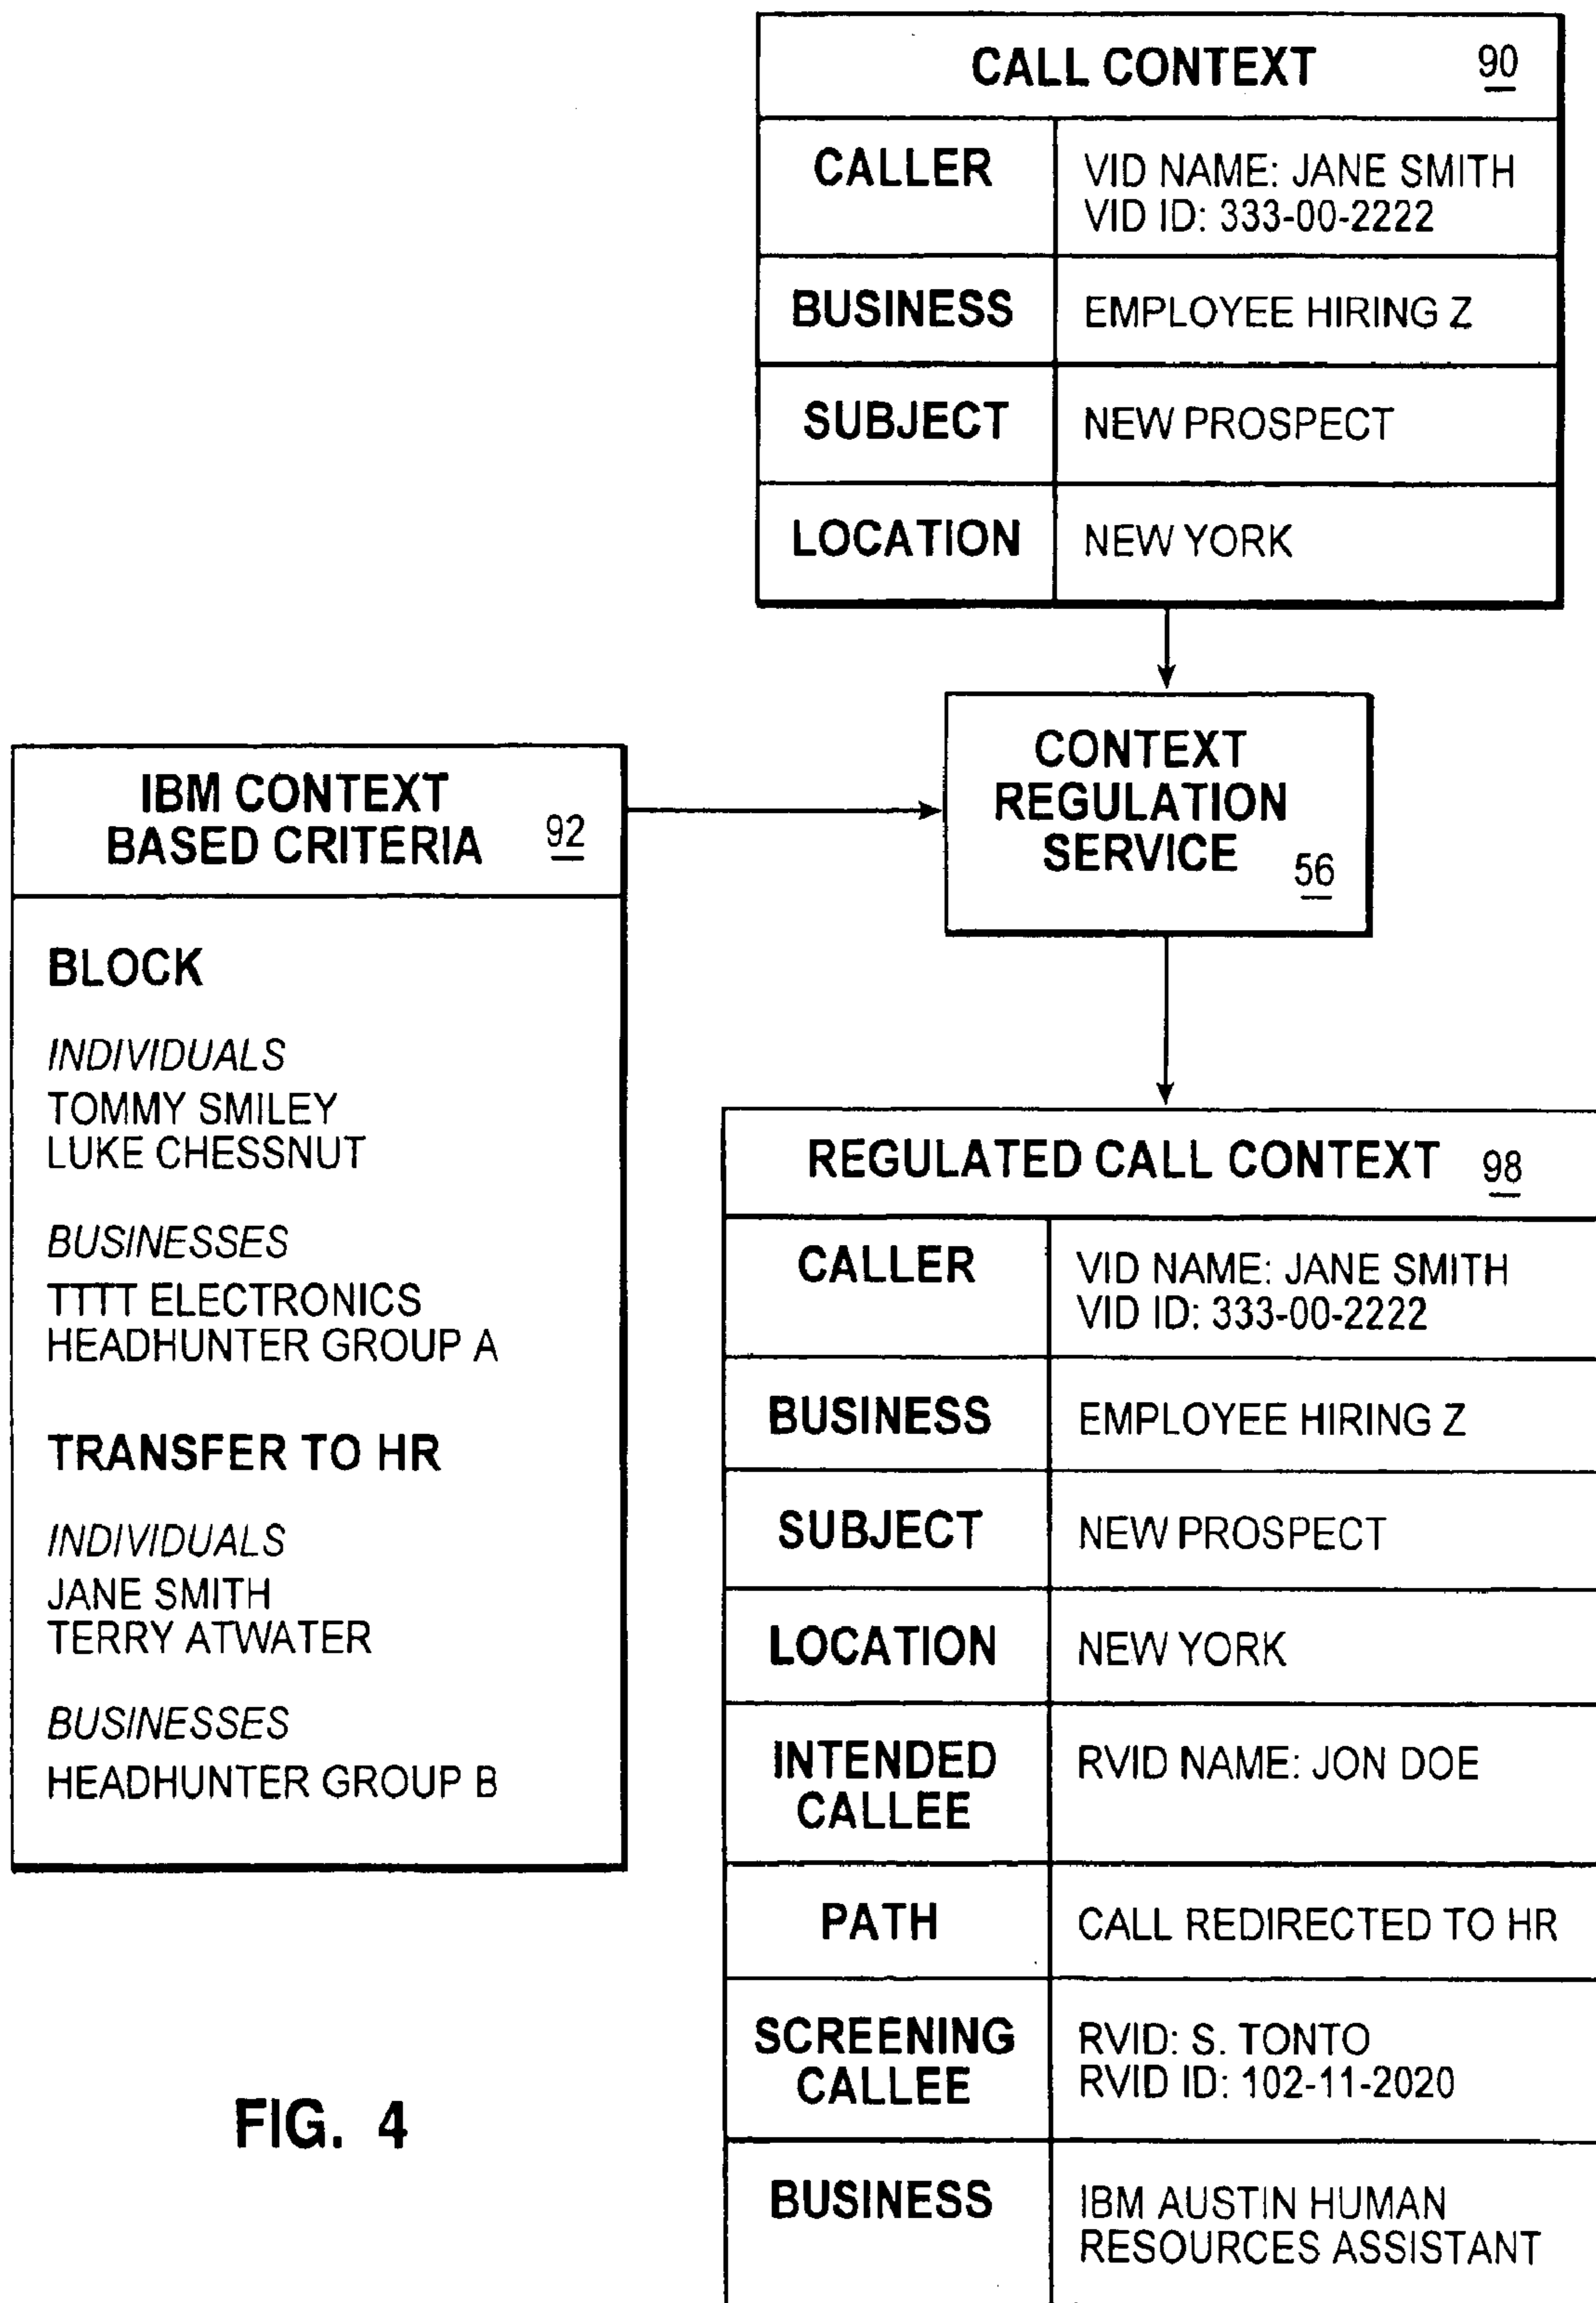 CALL CONTEXT 90
CALLER
VID NAME: JANE SMITH
VID ID: 333-00-2222
BUSINESS
EMPLOYEE HIRING Z
SUBJECT
NEW PROSPECT
LOCATION
NEW YORK
CONTEXT
REGULATION
SERVICE 56
IBM CONTEXT
BASED CRITERIA 92
BLOCK
INDIVIDUALS
TOMMY SMILEY
LUKE CHESSNUT
BUSINESSES
TTTT ELECTRONICS
HEADHUNTER GROUP A
TRANSFER TO HR
INDIVIDUALS
JANE SMITH
TERRY ATWATER
BUSINESSES
HEADHUNTER GROUP B
REGULATED CALL CONTEXT 98
CALLER
VID NAME: JANE SMITH
VID ID: 333-00-2222
BUSINESS
EMPLOYEE HIRING Z
SUBJECT
NEW PROSPECT
LOCATION
NEW YORK
INTENDED
CALLEE
RVID NAME: JON DOE
PATH
CALL REDIRECTED TO HR
SCREENING
CALLEE
RVID: S. TONTO
RVID ID: 102-11-2020
BUSINESS
IBM AUSTIN HUMAN
RESOURCES ASSISTANT
FIG. 4